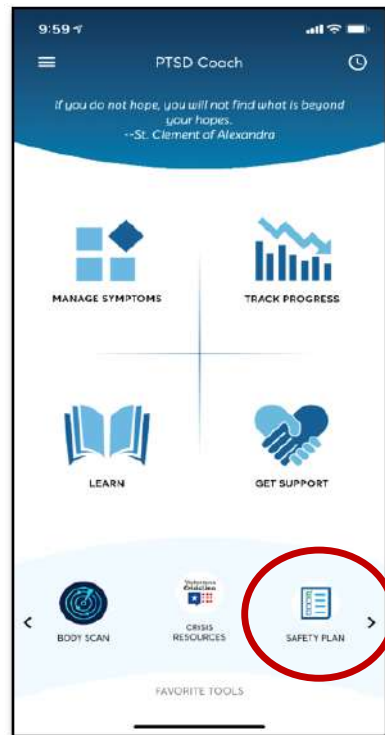 9:59
PTSD Coach
If you do not hope, you will not find what is beyond
your hopes.
--St. Clement of Alexandra
MANAGE SYMPTOMS
TRACK PROGRESS
LEARN
GET SUPPORT
BODY SCAN
CRISIS
RESOURCES
SAFETY PLAN
FAVORITE TOOLS